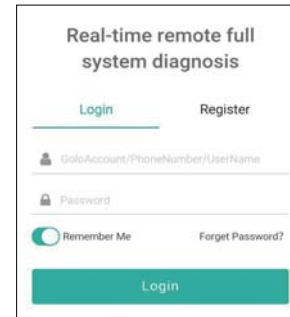 Real-time remote full
system diagnosis
Login Register
GoloAccount/PhoneNumber/UserName
Password
Remember Me Forget Password?
Login